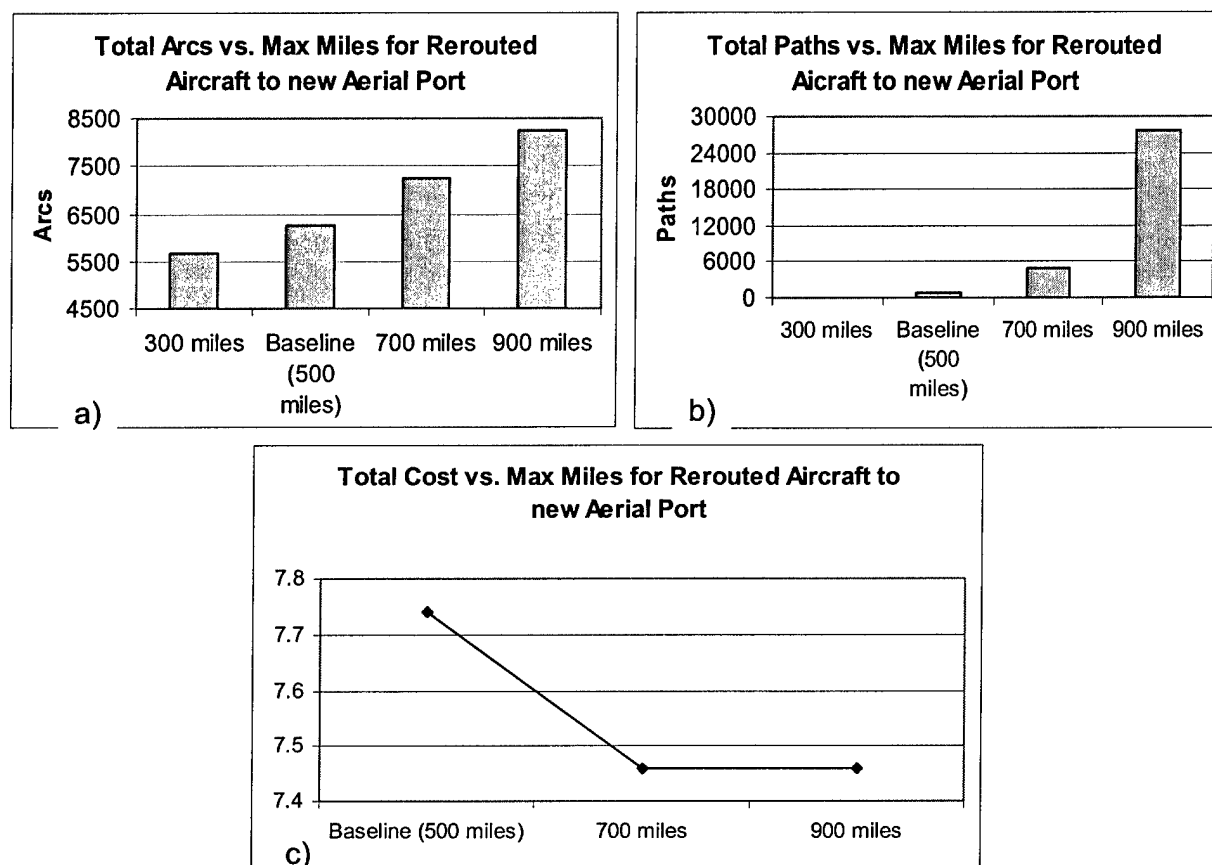 Total Arcs vs. Max Miles for Rerouted
Aircraft to new Aerial Port
8500
7500
6500
5500
4500
Arcs
300 miles
Baseline
(500
miles)
700 miles
900 miles
a)
Total Paths vs. Max Miles for Rerouted
Aicraft to new Aerial Port
30000
24000
18000
12000
6000
0
Paths
300 miles
Baseline
(500
miles)
700 miles
900 miles
b)
Total Cost vs. Max Miles for Rerouted Aircraft to
new Aerial Port
7.8
7.7
7.6
7.5
7.4
Baseline (500 miles)
700 miles
900 miles
c)